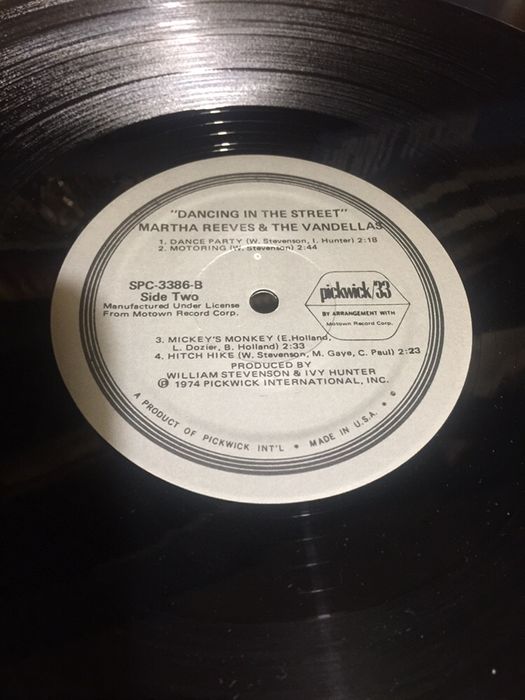 "DANCING IN THE STREET"
MARTHA REEVES & THE VANDELLAS
1. DANCE PARTY (W. Stevenson, I. Hunter) 2:18
2. MOTORING (W. Stevenson) 2:44
SPC-3386-B
Side Two
Manufactured Under License
From Motown Record Corp.
pickwick/33
BY ARRANGEMENT WITH
Motown Record Corp.
3. MICKEY'S MONKEY (E. Holland,
L. Dozier, B. Holland) 2:33
4. HITCH HIKE (W. Stevenson, M. Gaye, C. Paul) 2:23
PRODUCED BY
WILLIAM STEVENSON & IVY HUNTER
℗ 1974 PICKWICK INTERNATIONAL, INC.
A PRODUCT OF PICKWICK INT'L * MADE IN U.S.A. * ©